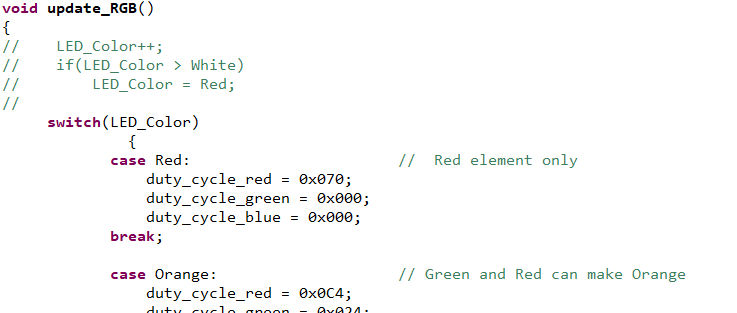 void update_RGB()
{
//    LED_Color++;
//    if(LED_Color > White)
//        LED_Color = Red;
//
     switch(LED_Color)
              {
            case Red:                       //  Red element only
                duty_cycle_red = 0x070;
                duty_cycle_green = 0x000;
                duty_cycle_blue = 0x000;
            break;
            case Orange:                    // Green and Red can make Orange
                duty_cycle_red = 0x0C4;
                duty_cycle_green = 0x024;